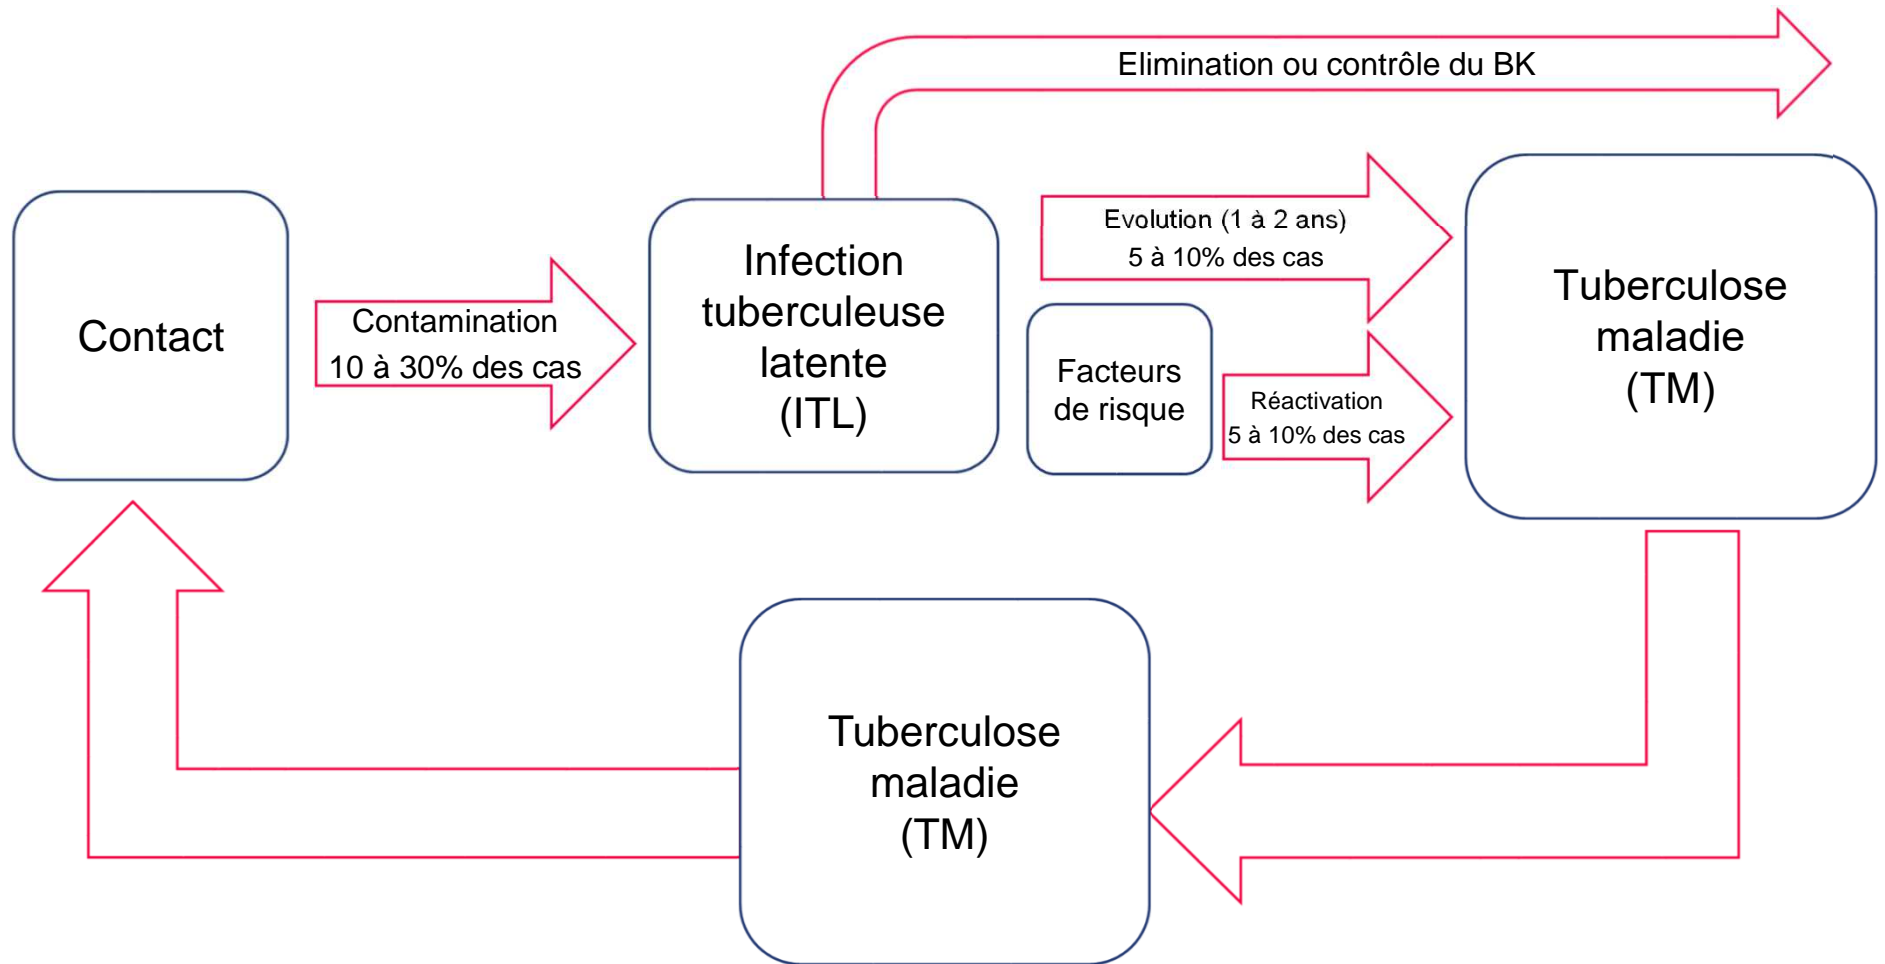 Elimination ou contrôle du BK
Contact
Contamination
10 à 30% des cas
Infection
tuberculeuse
latente
(ITL)
Evolution (1 à 2 ans)
5 à 10% des cas
Facteurs
de risque
Réactivation
5 à 10% des cas
Tuberculose
maladie
(TM)
Tuberculose
maladie
(TM)